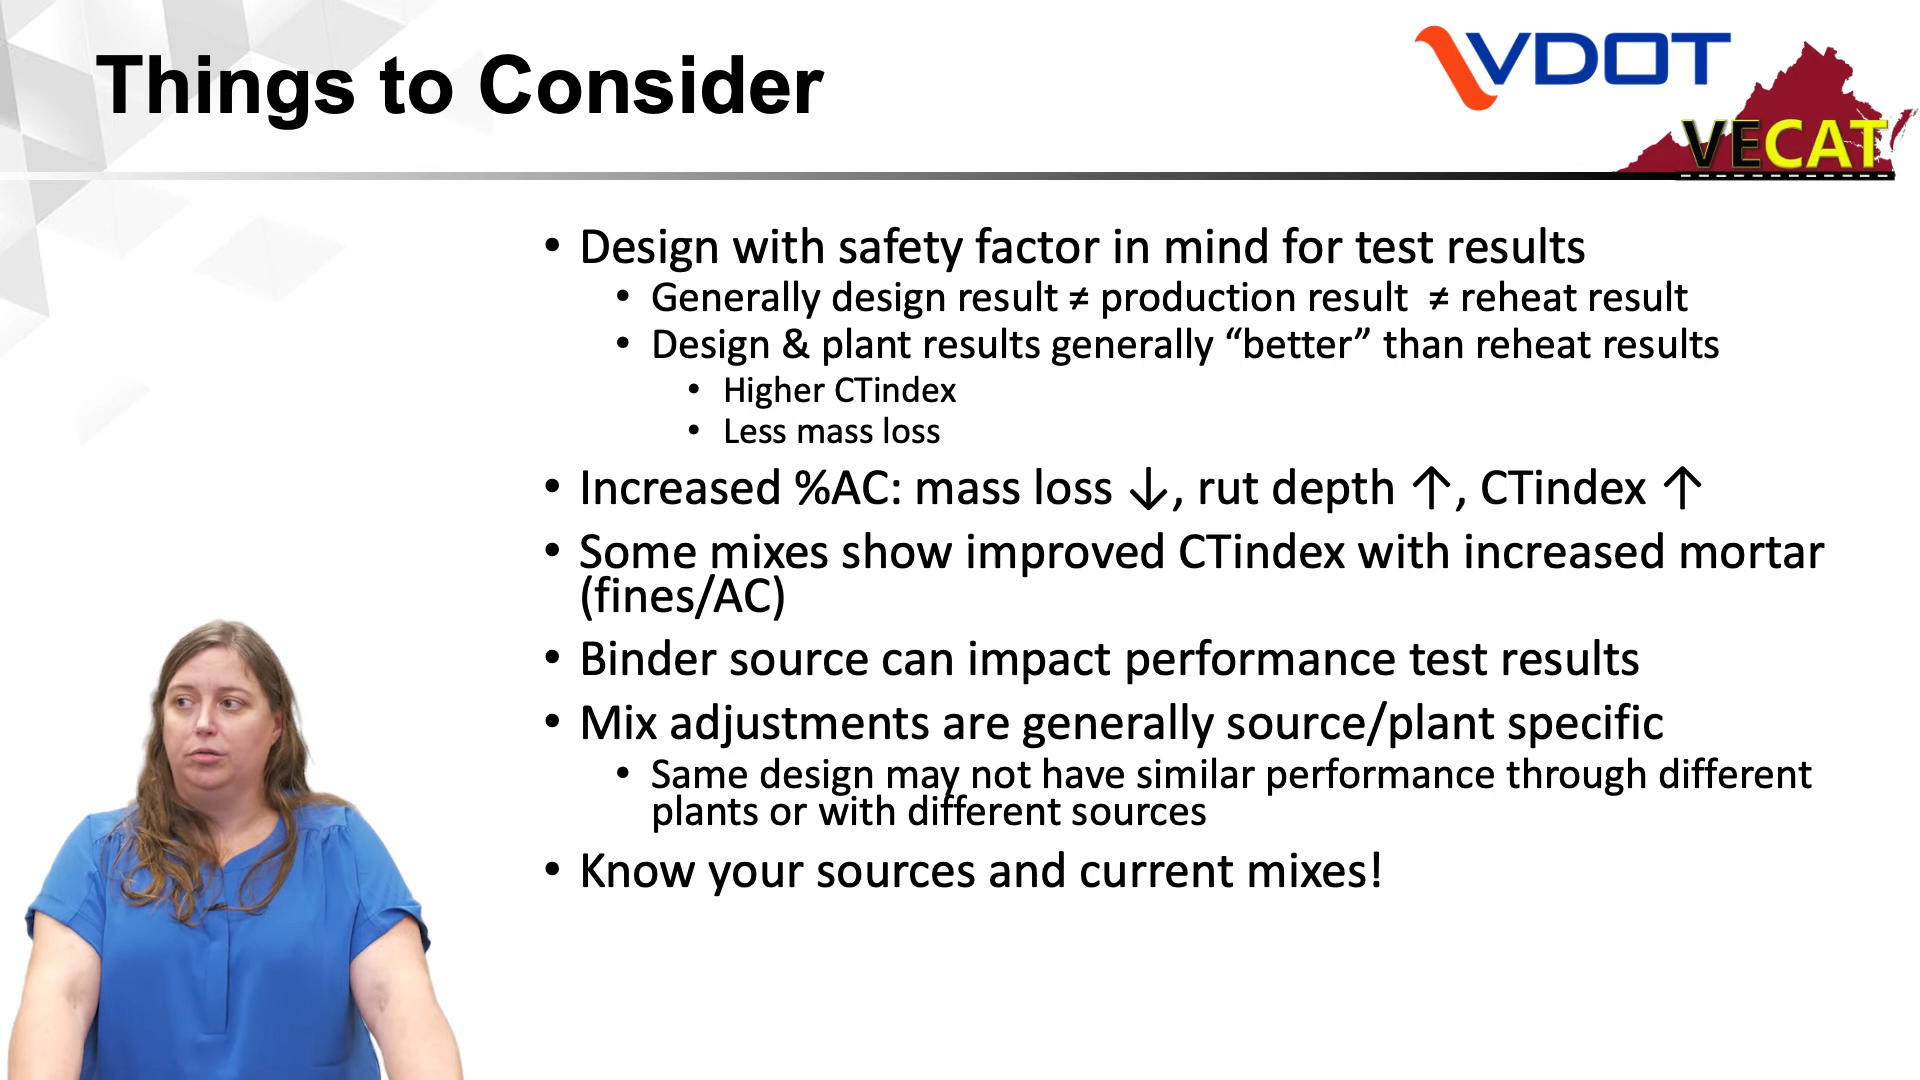 Things to Consider
VDOT
VECAT
• Design with safety factor in mind for test results
• Generally design result ≠ production result ≠ reheat result
• Design & plant results generally “better” than reheat results
• Higher CTindex
• Less mass loss
• Increased %AC: mass loss ↓, rut depth ↑, CTindex ↑
• Some mixes show improved CTindex with increased mortar
(fines/AC)
• Binder source can impact performance test results
• Mix adjustments are generally source/plant specific
• Same design may not have similar performance through different
plants or with different sources
• Know your sources and current mixes!